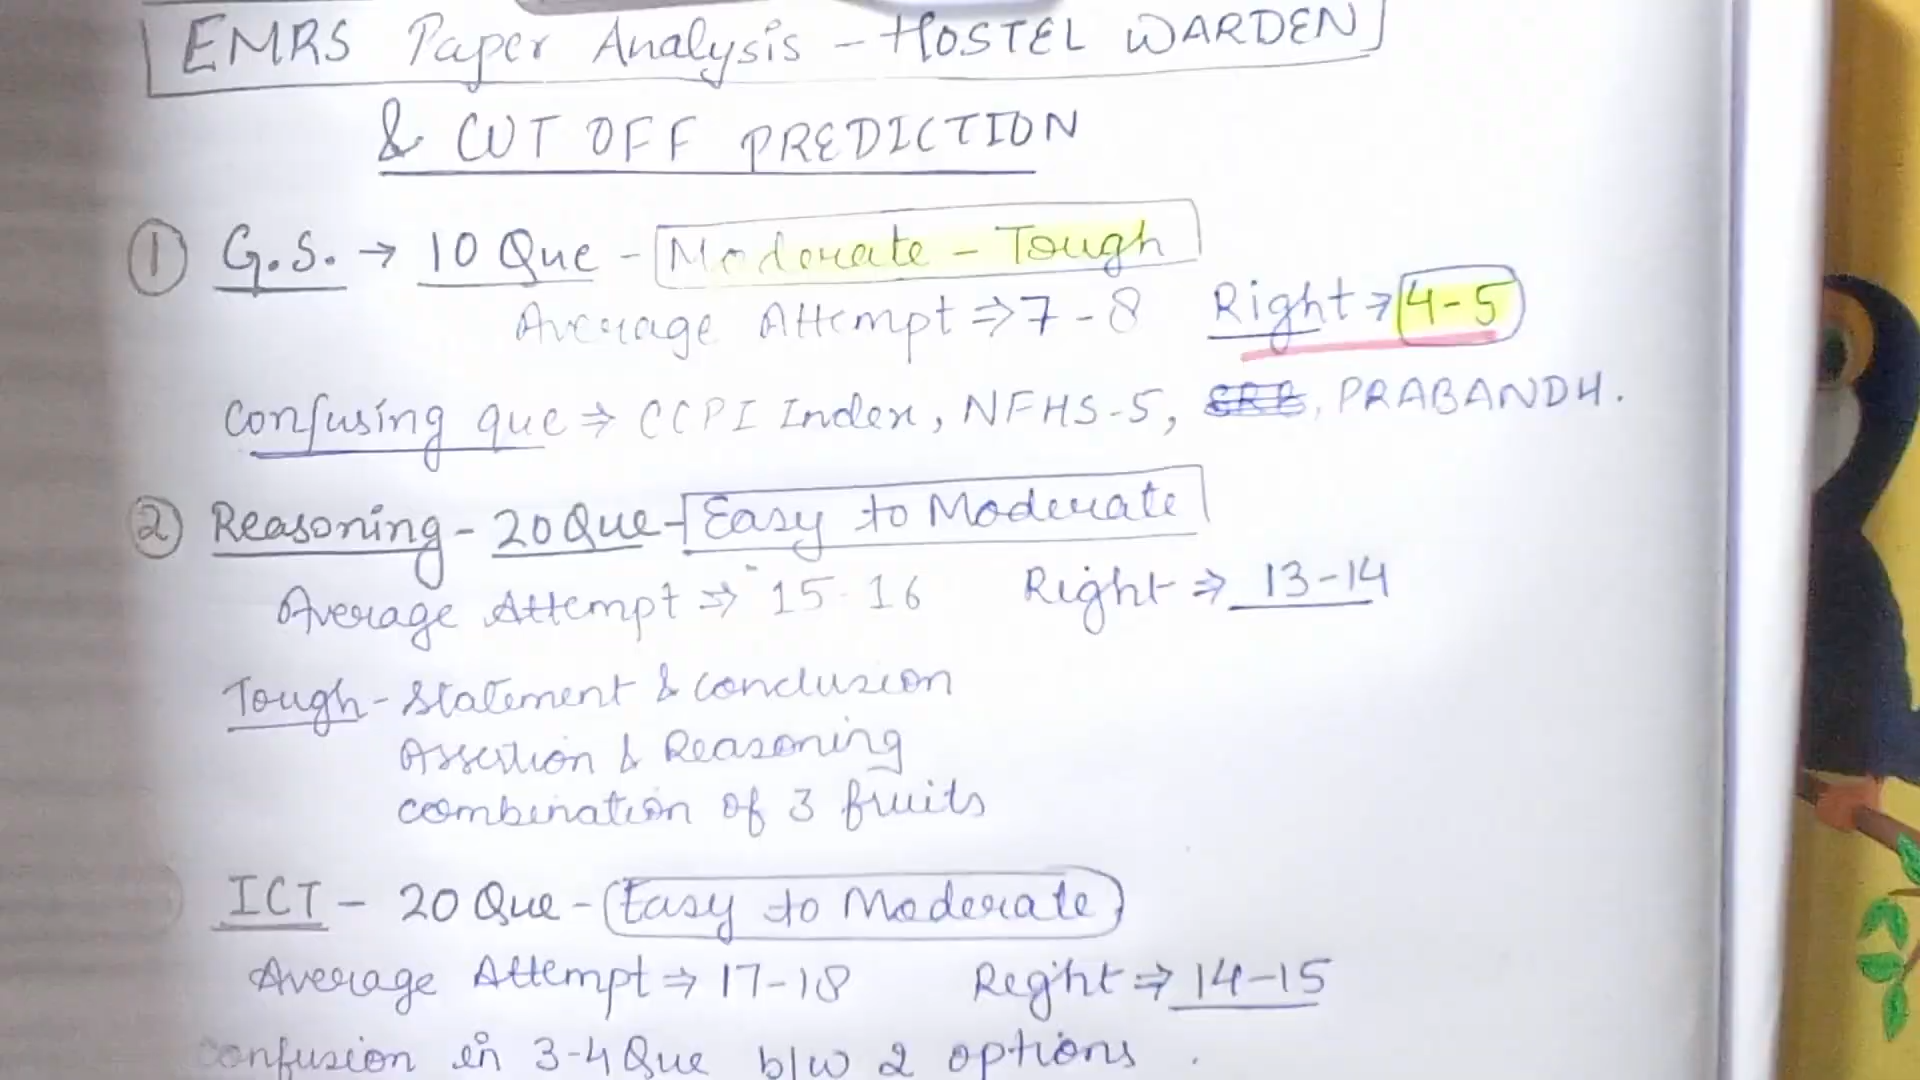 EMRS Paper Analysis - HOSTEL WARDEN
& CUT OFF PREDICTION
① G.S. → 10 Que - Moderate - Tough
Average Attempt ⇒ 7-8 Right → 4-5
Confusing que ⇒ CCPI Index, NFHS-5, PRABANDH.
② Reasoning - 20 Que - Easy to Moderate
Average Attempt ⇒ 15-16 Right ⇒ 13-14
Tough - Statement & Conclusion
Assertion & Reasoning
combination of 3 fruits
ICT - 20 Que - Easy to Moderate
Average Attempt ⇒ 17-18 Right ⇒ 14-15
Confusion in 3-4 Que b/w 2 options.